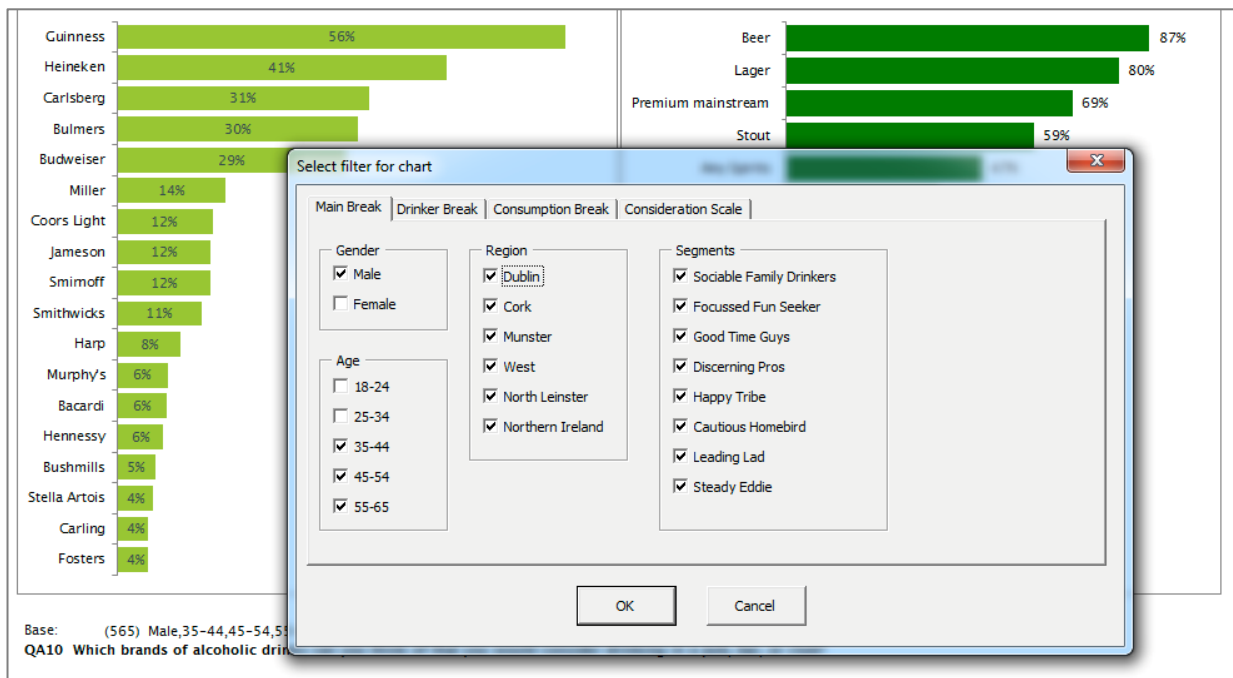 Guinness 56%
Heineken 41%
Carlsberg 31%
Bulmers 30%
Budweiser 29%
Miller 14%
Coors Light 12%
Jameson 12%
Smirnoff 12%
Smithwicks 11%
Harp 8%
Murphy's 6%
Bacardi 6%
Hennessy 6%
Bushmills 5%
Stella Artois 4%
Carling 4%
Fosters 4%
Beer 87%
Lager 80%
Premium mainstream 69%
Stout 59%
Select filter for chart
Main Break Drinker Break Consumption Break Consideration Scale
Gender
Male
Female
Age
18-24
25-34
35-44
45-54
55-65
Region
Dublin
Cork
Munster
West
North Leinster
Northern Ireland
Segments
Sociable Family Drinkers
Focussed Fun Seeker
Good Time Guys
Discerning Pros
Happy Tribe
Cautious Homebird
Leading Lad
Steady Eddie
OK Cancel
Base: (565) Male,35-44,45-54,5
QA10 Which brands of alcoholic